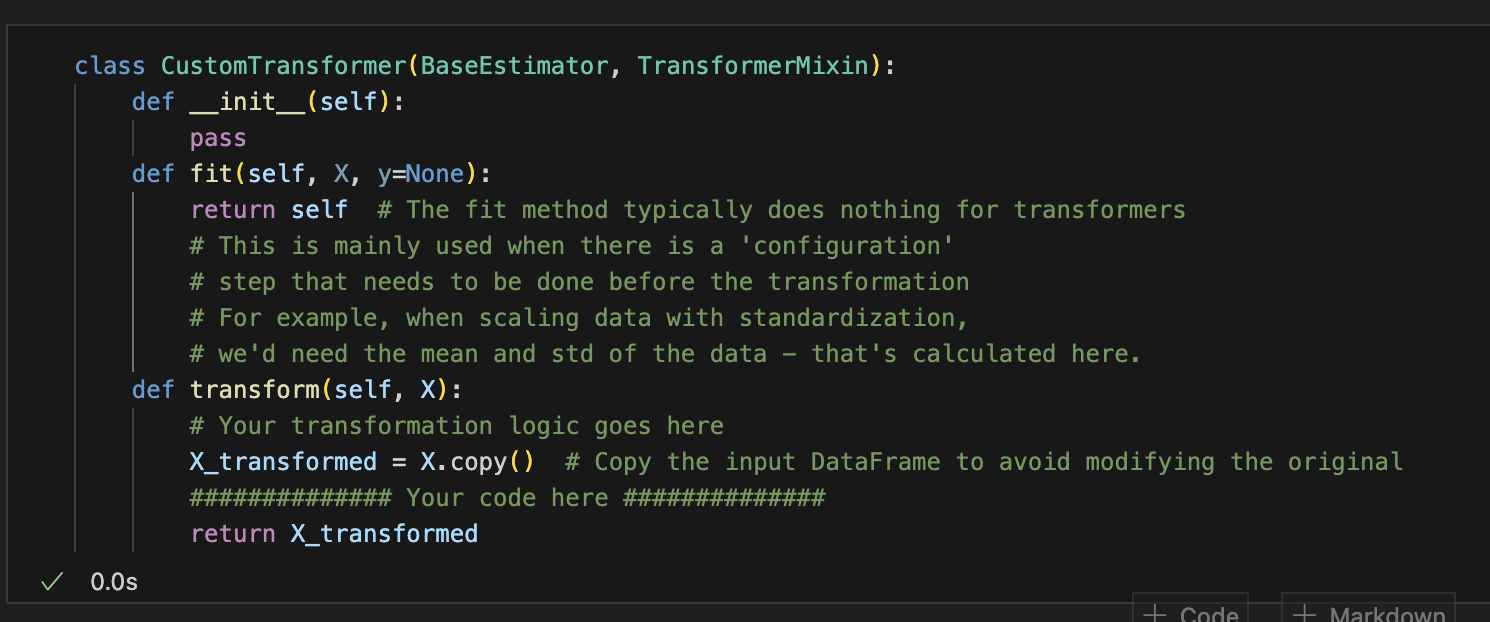 class CustomTransformer(BaseEstimator, TransformerMixin):
    def __init__(self):
        pass
    def fit(self, X, y=None):
        return self  # The fit method typically does nothing for transformers
        # This is mainly used when there is a 'configuration'
        # step that needs to be done before the transformation
        # For example, when scaling data with standardization,
        # we'd need the mean and std of the data – that's calculated here.
    def transform(self, X):
        # Your transformation logic goes here
        X_transformed = X.copy()  # Copy the input DataFrame to avoid modifying the original
        ############## Your code here ##############
        return X_transformed
✓ 0.0s
+ Code + Markdown